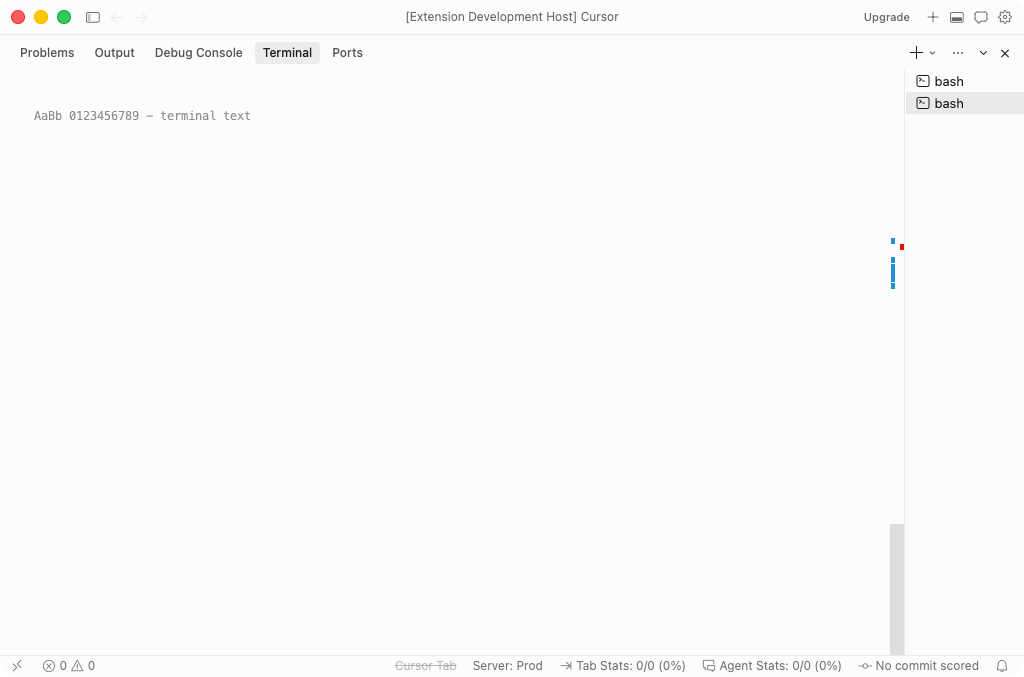 [Extension Development Host] Cursor
Upgrade
Problems Output Debug Console Terminal Ports
bash
bash
AaBb 0123456789 — terminal text
0 0 Cursor Tab Server: Prod Tab Stats: 0/0 (0%) Agent Stats: 0/0 (0%) No commit scored